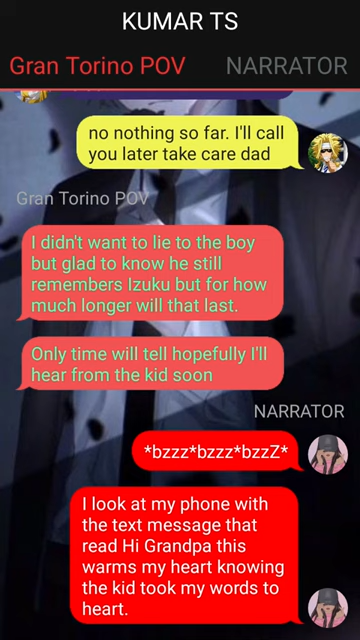 KUMAR TS
Gran Torino POV
NARRATOR
no nothing so far. I'll call
you later take care dad
Gran Torino POV
I didn't want to lie to the boy
but glad to know he still
remembers Izuku but for how
much longer will that last.
Only time will tell hopefully I'll
hear from the kid soon
NARRATOR
*bzzz*bzzz*bzzZ*
I look at my phone with
the text message that
read Hi Grandpa this
warms my heart knowing
the kid took my words to
heart.